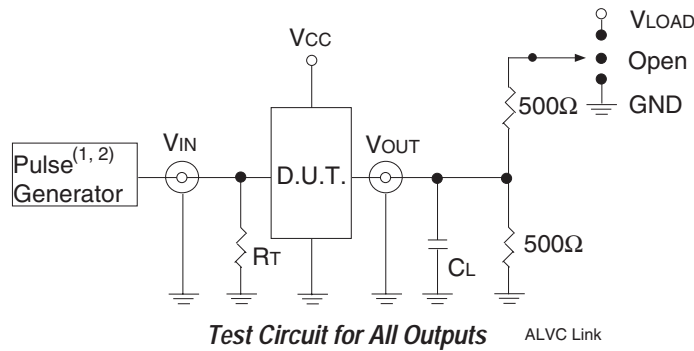 VLOAD
VCC
Open
500Ω
GND
VIN
VOUT
Pulse(1, 2)
Generator
D.U.T.
RT
CL
500Ω
Test Circuit for All Outputs
ALVC Link